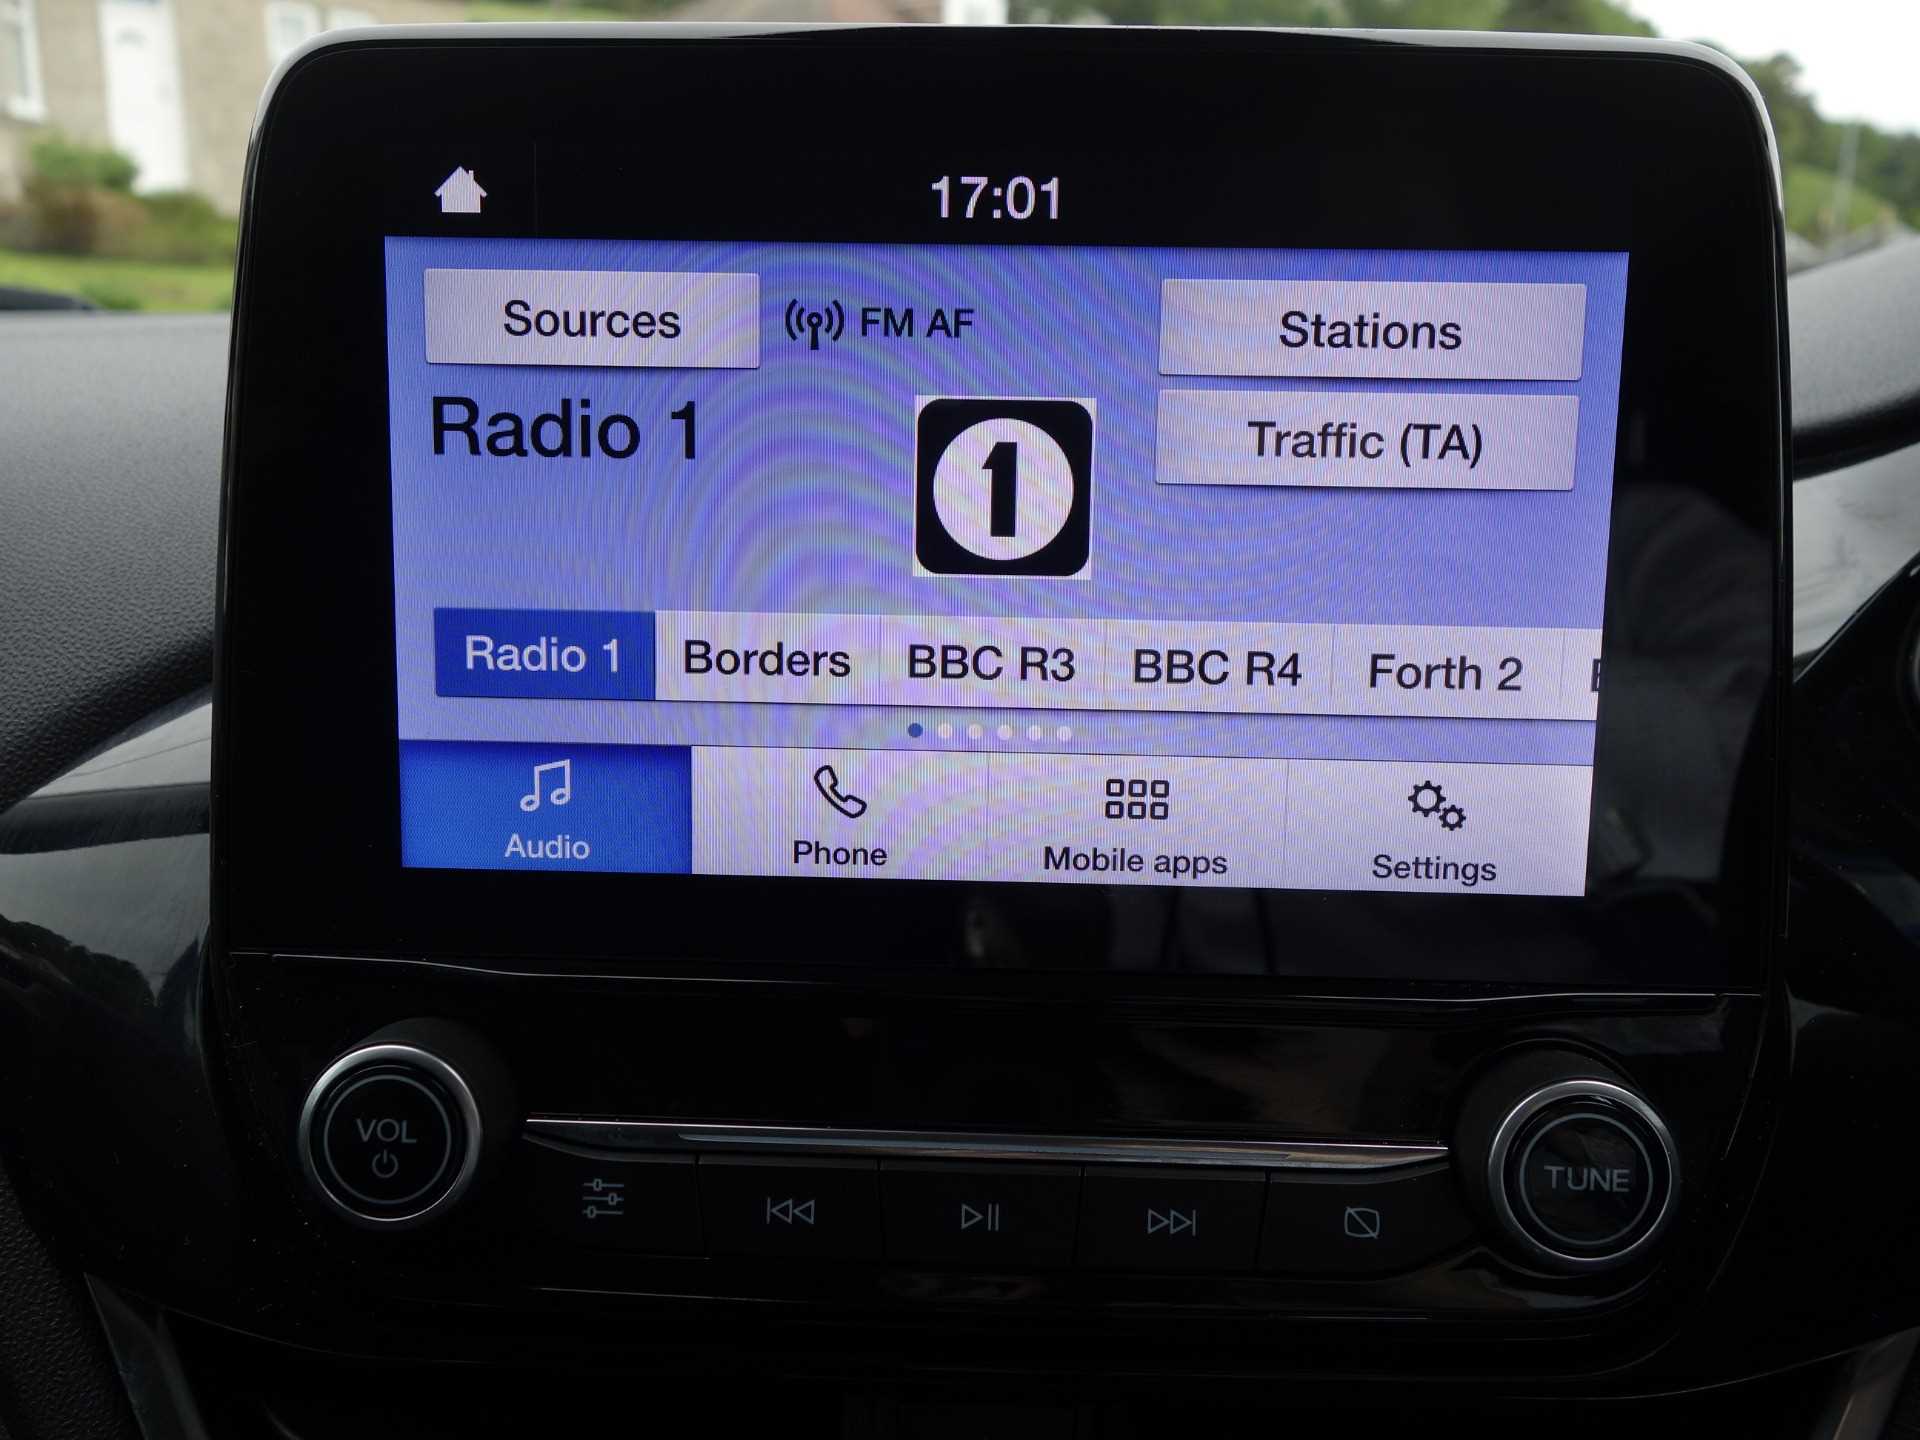 17:01
Sources
FM AF
Stations
Radio 1
1
Traffic (TA)
Radio 1
Borders
BBC R3
BBC R4
Forth 2
Audio
Phone
Mobile apps
Settings
VOL
TUNE